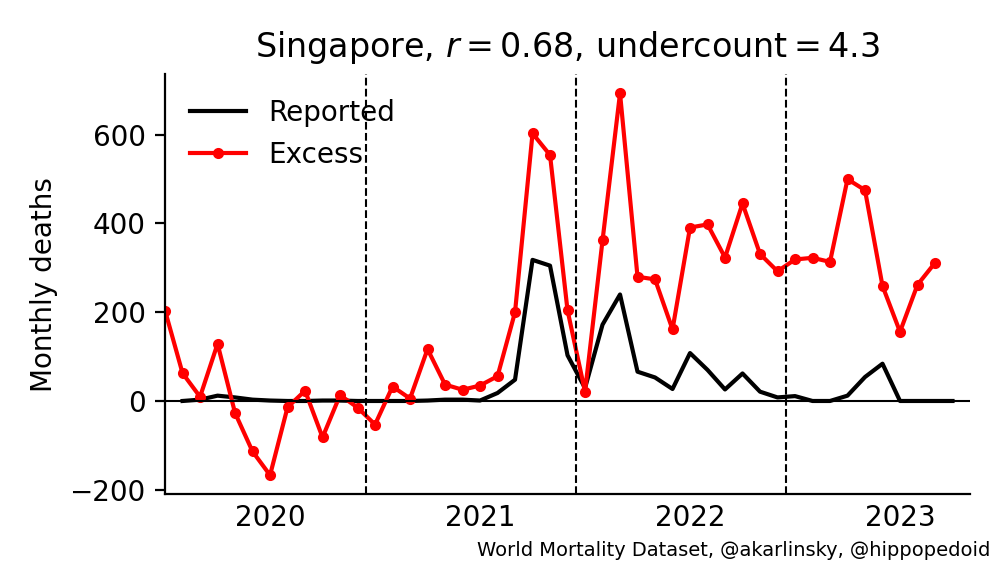 Singapore, r = 0.68, undercount = 4.3
Reported
Excess
Monthly deaths
600
400
200
0
−200
2020 2021 2022 2023
World Mortality Dataset, @akarlinsky, @hippopedoid